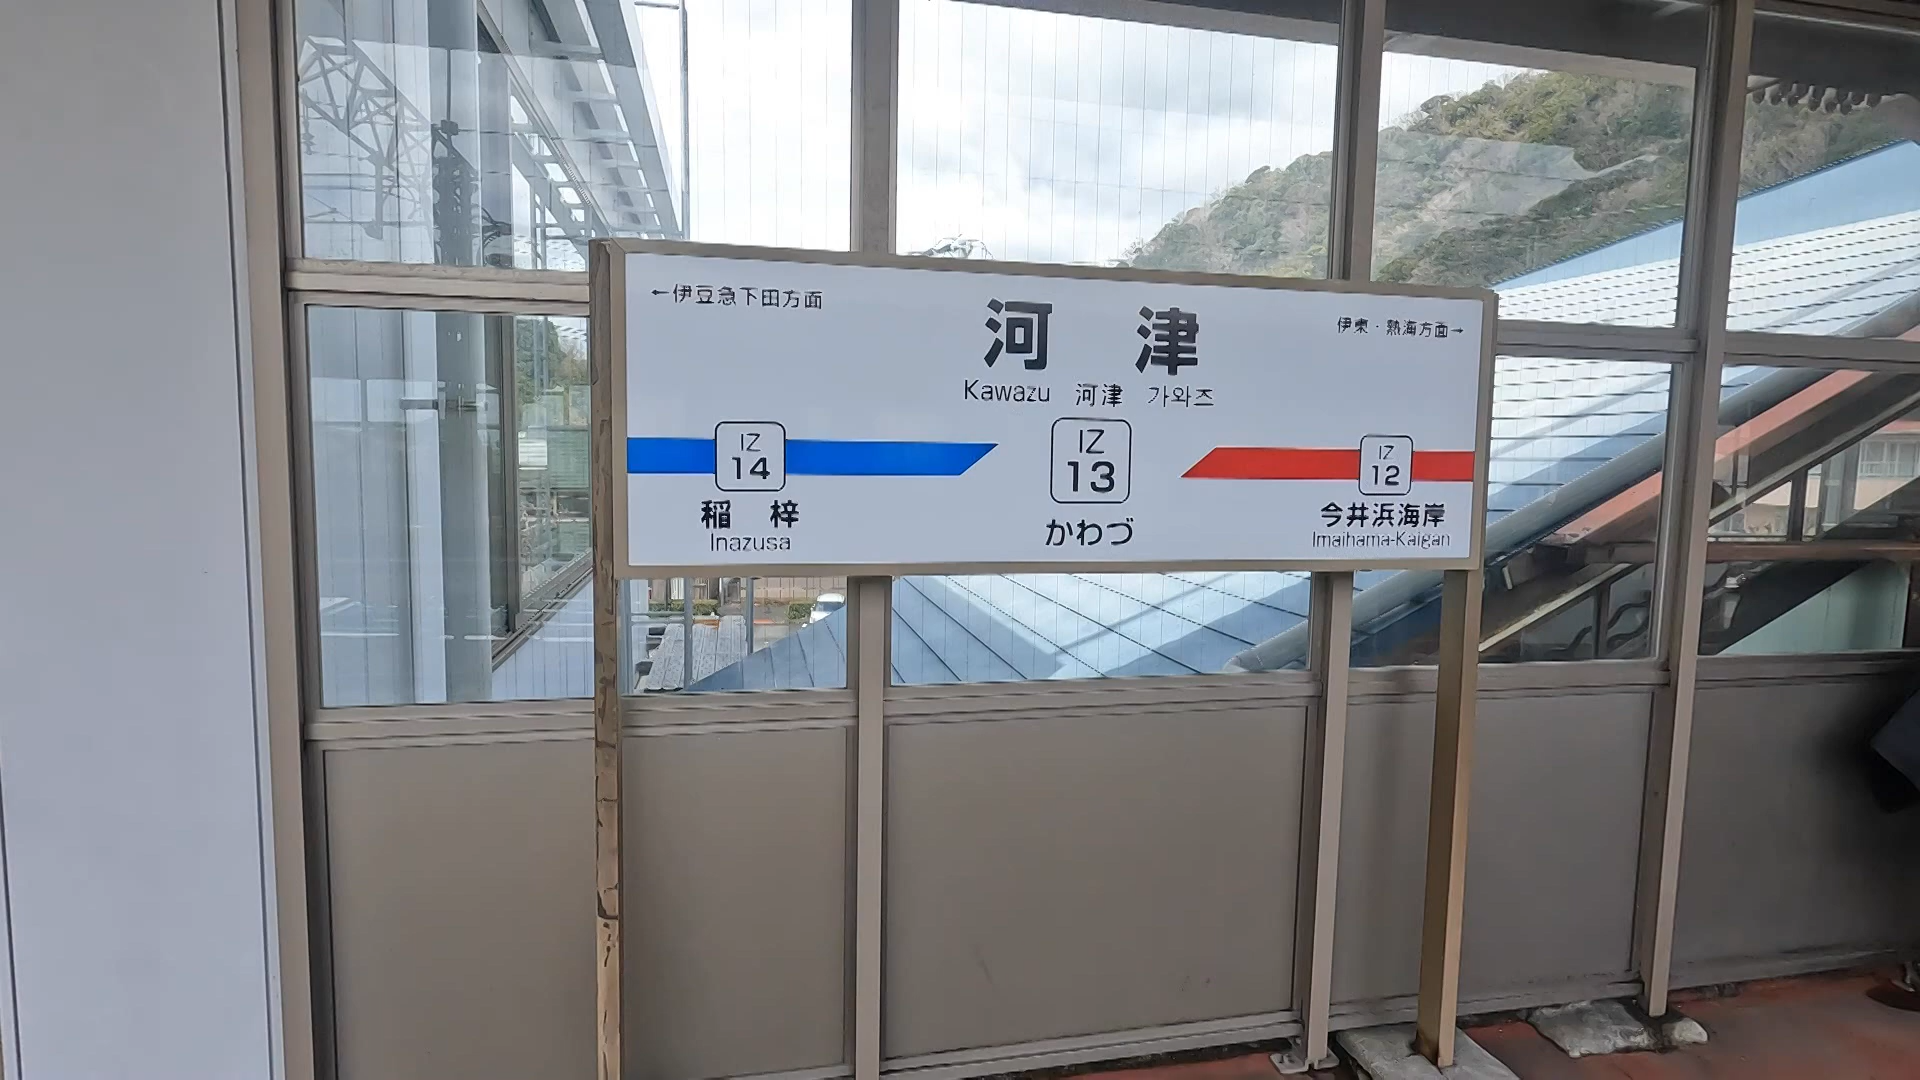 ←伊豆急下田方面
伊東・熱海方面→
河津
Kawazu 河津 가와즈
IZ
14
IZ
13
IZ
12
稲梓
Inazusa
かわづ
今井浜海岸
Imaihama-Kaigan